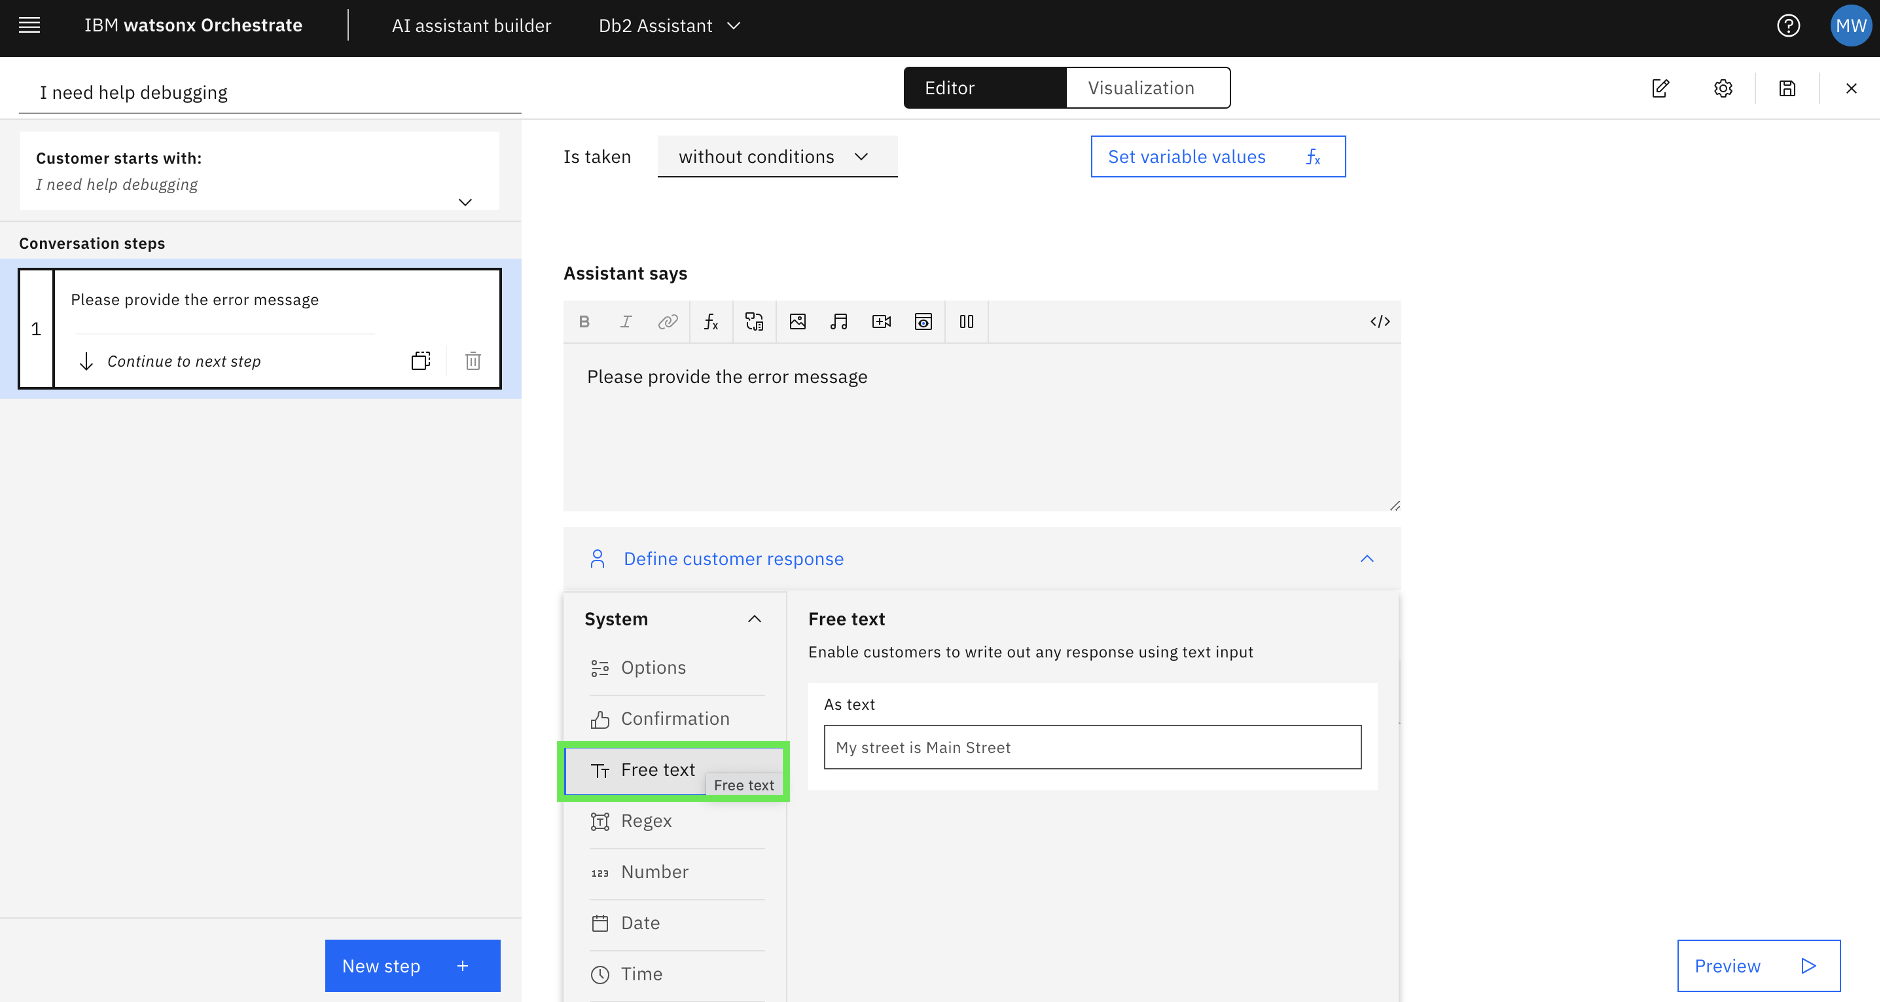 IBM watsonx Orchestrate
AI assistant builder
Db2 Assistant
MW
I need help debugging
Editor
Visualization
Customer starts with:
I need help debugging
Is taken
without conditions
Set variable values fx
Conversation steps
1
Please provide the error message
Continue to next step
Assistant says
B I fx </>
Please provide the error message
Define customer response
System
Options
Confirmation
Free text
Free text
Regex
123 Number
Date
Time
Free text
Enable customers to write out any response using text input
As text
My street is Main Street
New step +
Preview